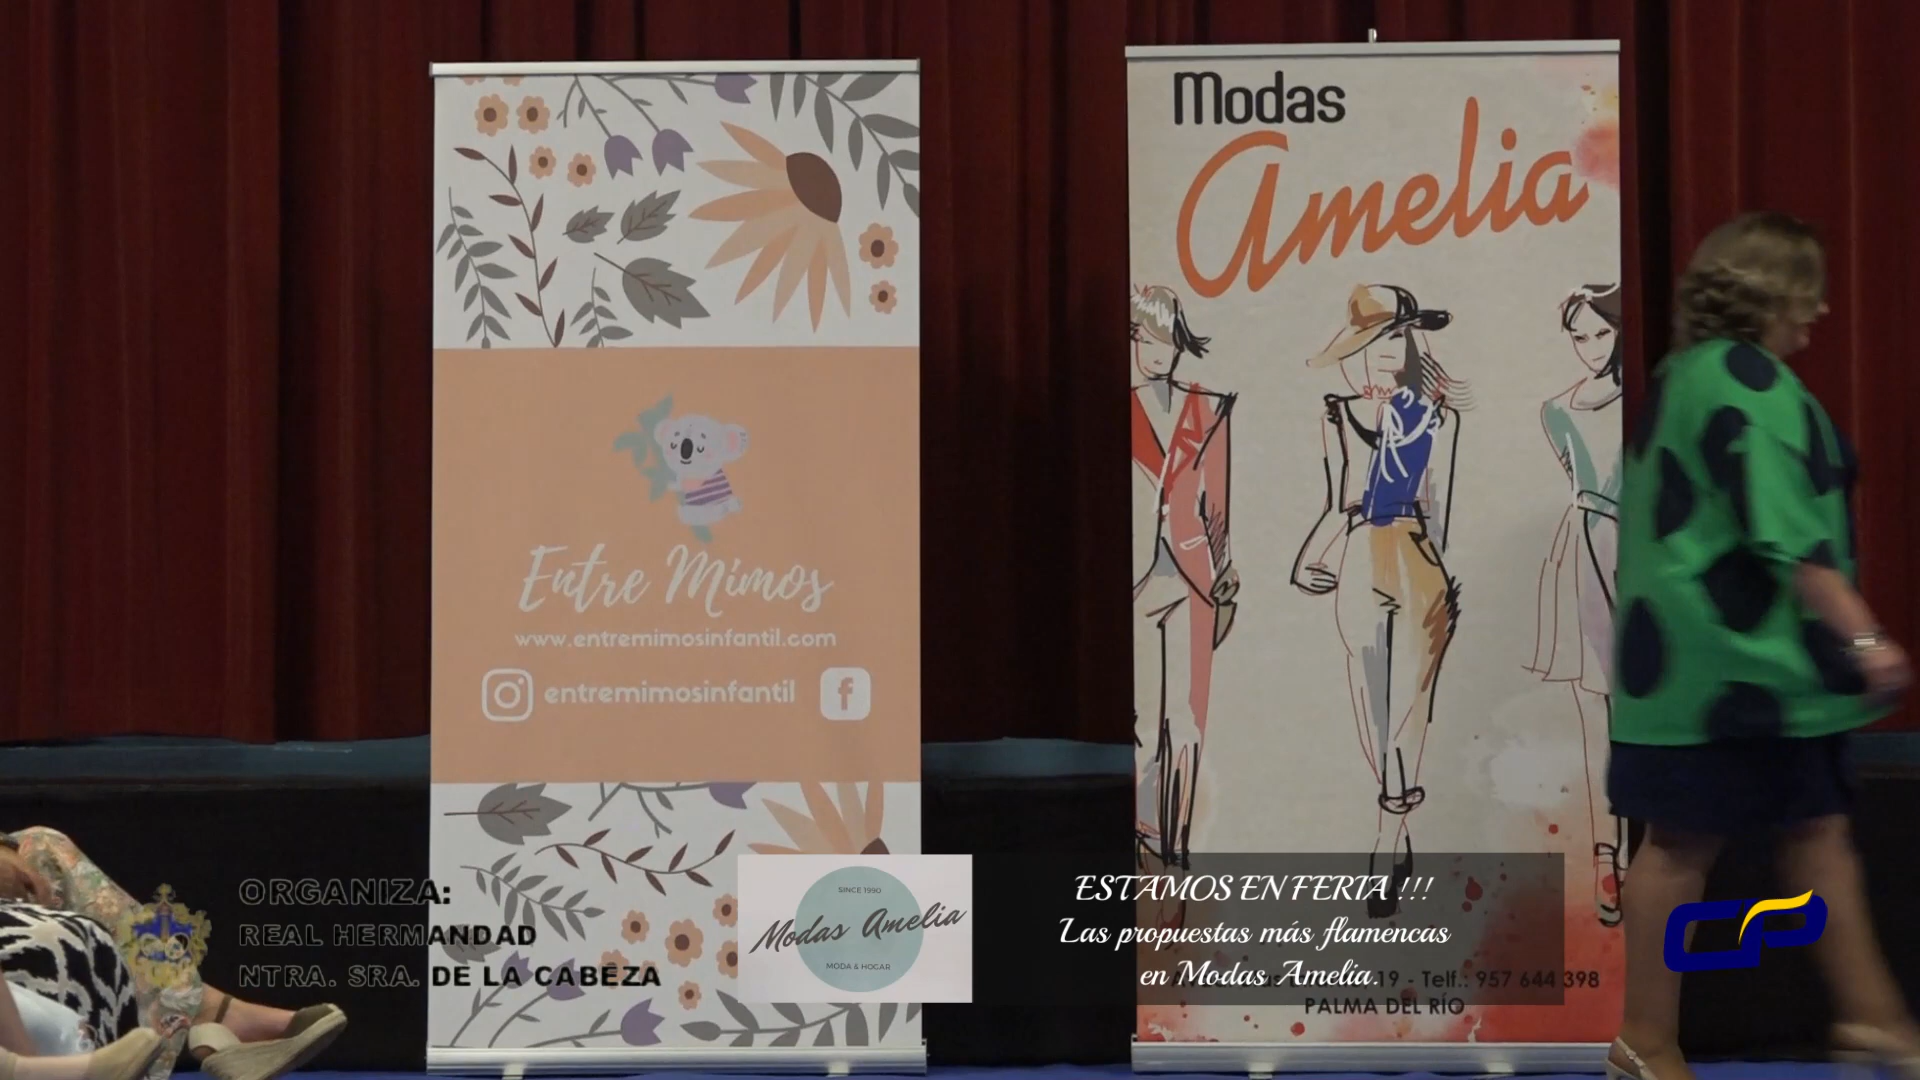 Modas
Amelia
Entre Mimos
www.entremimosinfantil.com
entremimosinfantil
ORGANIZA:
REAL HERMANDAD
NTRA. SRA. DE LA CABEZA
SINCE 1990
Modas Amelia
MODA & HOGAR
ESTAMOS EN FERIA !!!
Las propuestas más flamencas
en Modas Amelia.
19 - Telf.: 957 644 398
PALMA DEL RÍO
CP